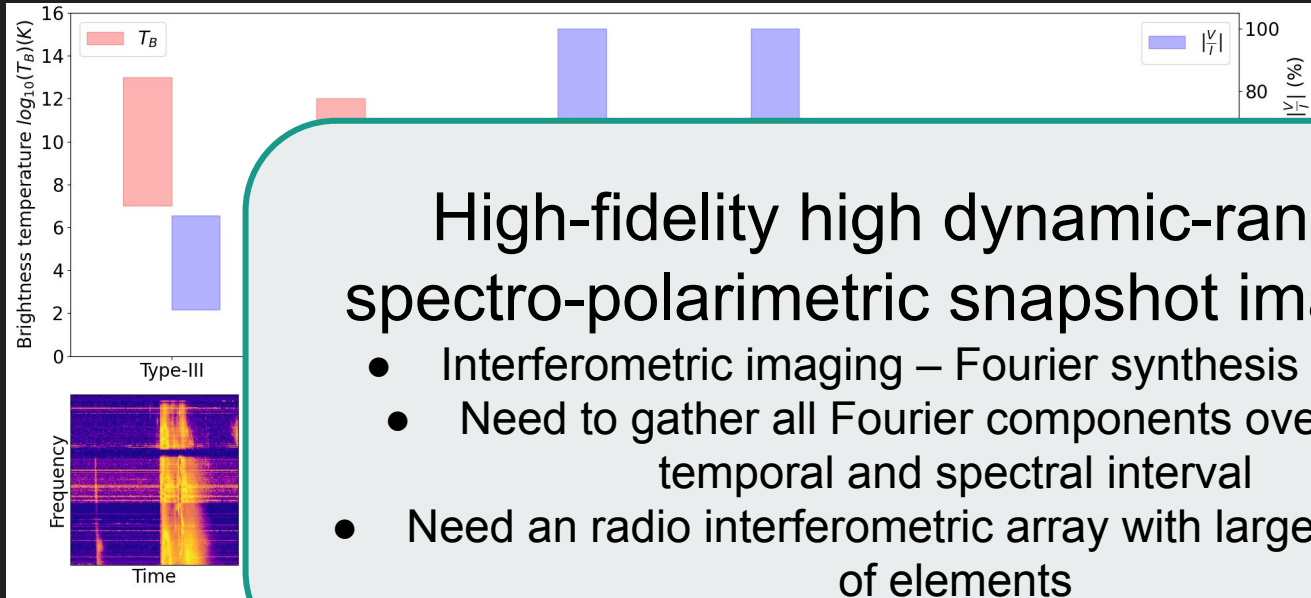 16
14
12
10
8
6
4
2
0
Brightness temperature log₁₀(T_B)(K)
T_B
|V/I|
100
80
|V/I| (%)
Type-III
Frequency
Time
High-fidelity high dynamic-ran
spectro-polarimetric snapshot ima
● Interferometric imaging – Fourier synthesis
● Need to gather all Fourier components ove
temporal and spectral interval
● Need an radio interferometric array with large
of elements